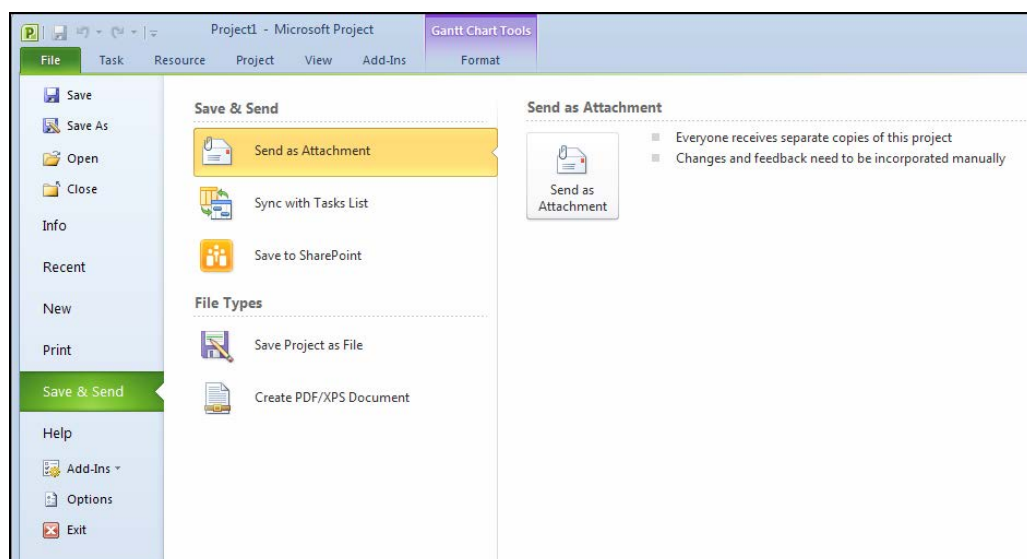 Project1 - Microsoft Project
Gantt Chart Tools
File Task Resource Project View Add-Ins Format
Save
Save As
Open
Close
Info
Recent
New
Print
Save & Send
Help
Add-Ins
Options
Exit
Save & Send
Send as Attachment
Sync with Tasks List
Save to SharePoint
File Types
Save Project as File
Create PDF/XPS Document
Send as Attachment
Send as
Attachment
Everyone receives separate copies of this project
Changes and feedback need to be incorporated manually